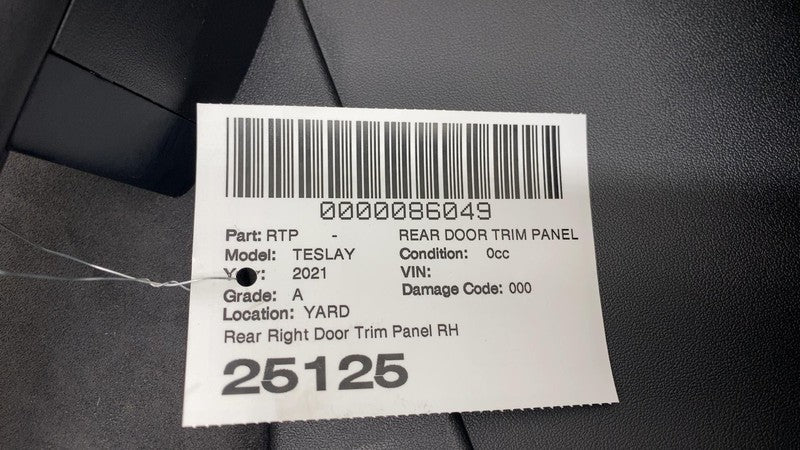 0000086049
Part: RTP - REAR DOOR TRIM PANEL
Model: TESLAY Condition: 0cc
2021 VIN:
Grade: A Damage Code: 000
Location: YARD
Rear Right Door Trim Panel RH
25125